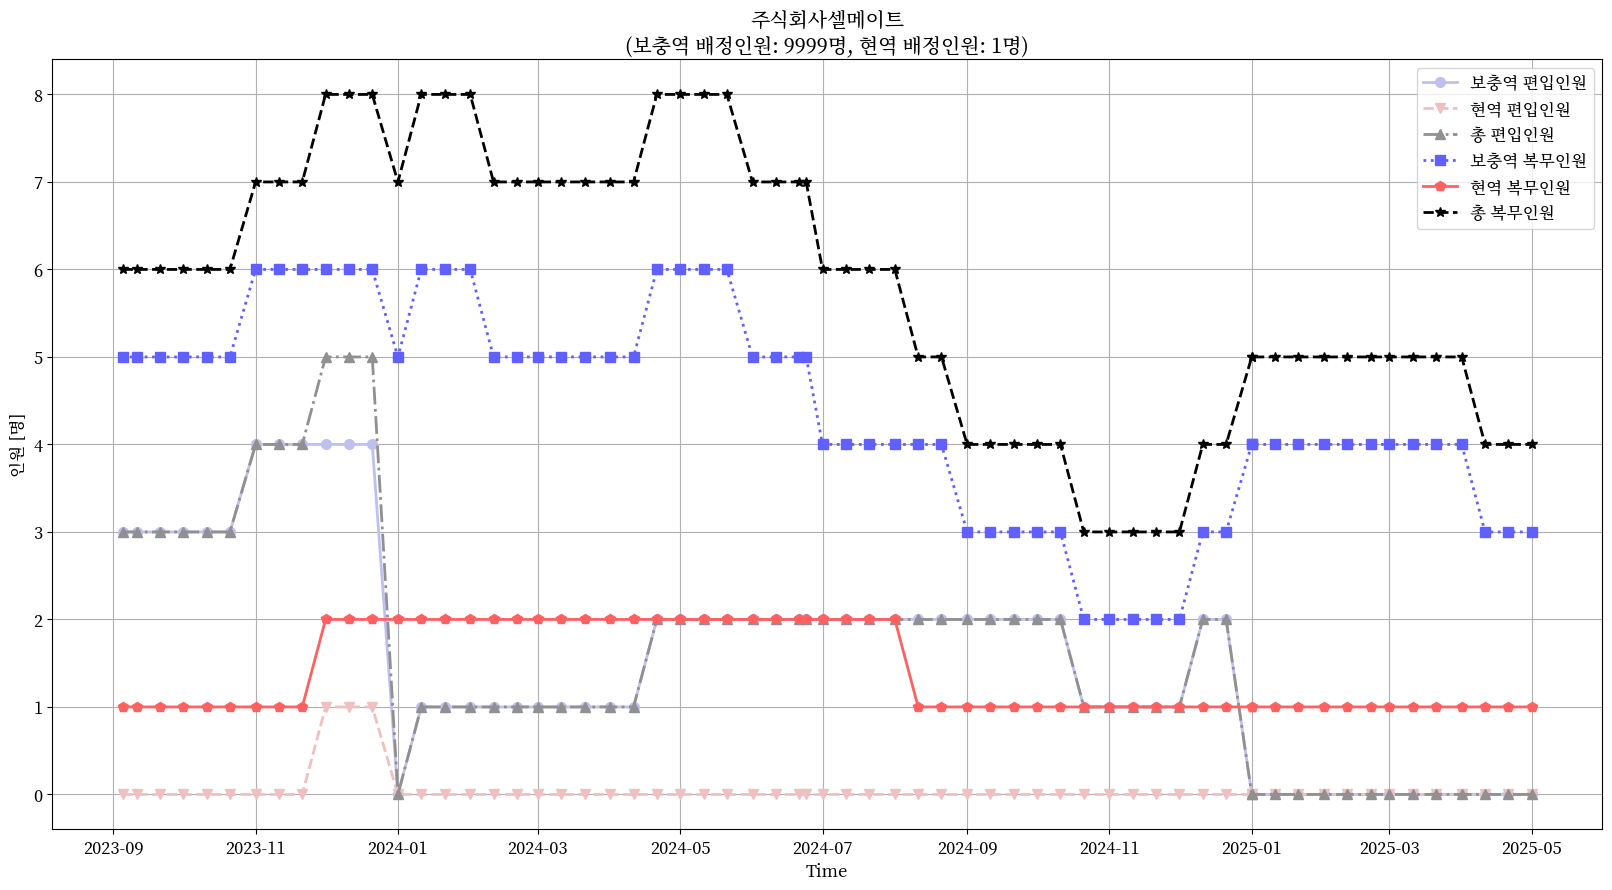 주식회사셀메이트
(보충역 배정인원: 9999명, 현역 배정인원: 1명)
보충역 편입인원
현역 편입인원
총 편입인원
보충역 복무인원
현역 복무인원
총 복무인원
인원 [명]
8
7
6
5
4
3
2
1
0
2023-09
2023-11
2024-01
2024-03
2024-05
2024-07
2024-09
2024-11
2025-01
2025-03
2025-05
Time